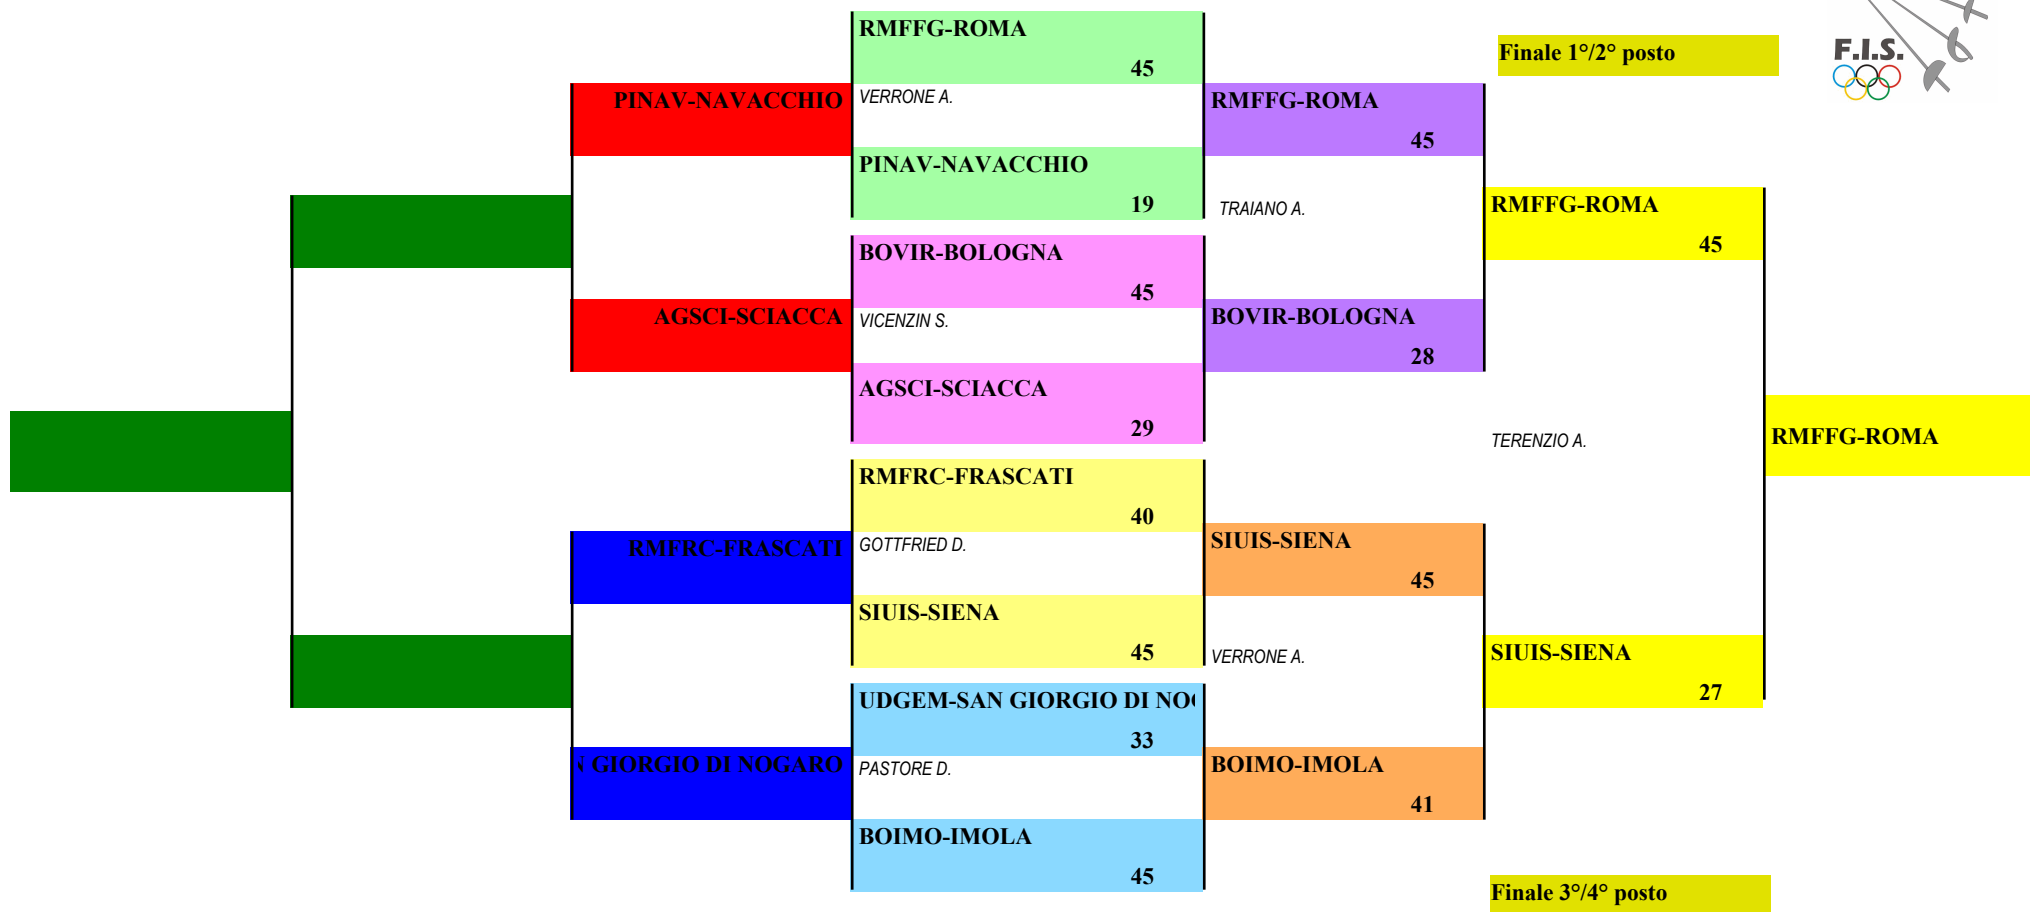 RMFFG-ROMA
45
VERRONE A.
PINAV-NAVACCHIO
19
BOVIR-BOLOGNA
45
VICENZIN S.
AGSCI-SCIACCA
29
RMFRC-FRASCATI
40
GOTTFRIED D.
SIUIS-SIENA
45
UDGEM-SAN GIORGIO DI NO
33
PASTORE D.
BOIMO-IMOLA
45
PINAV-NAVACCHIO
AGSCI-SCIACCA
RMFRC-FRASCATI
GIORGIO DI NOGARO
RMFFG-ROMA
45
TRAIANO A.
BOVIR-BOLOGNA
28
SIUIS-SIENA
45
VERRONE A.
BOIMO-IMOLA
41
Finale 1°/2° posto
RMFFG-ROMA
45
TERENZIO A.
SIUIS-SIENA
27
RMFFG-ROMA
Finale 3°/4° posto
F.I.S.